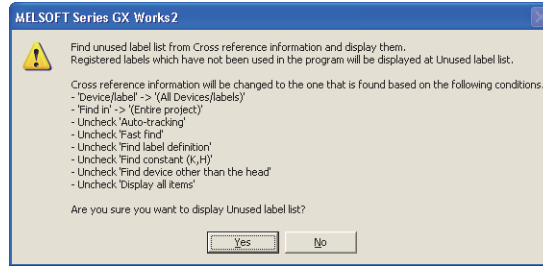 MELSOFT Series GX Works2
Find unused label list from Cross reference information and display them.
Registered labels which have not been used in the program will be displayed at Unused label list.
Cross reference information will be changed to the one that is found based on the following conditions.
- 'Device/label' -> '(All Devices/labels)'
- 'Find in' -> '(Entire project)'
- Uncheck 'Auto-tracking'
- Uncheck 'Fast find'
- Uncheck 'Find label definition'
- Uncheck 'Find constant (K,H)'
- Uncheck 'Find device other than the head'
- Uncheck 'Display all items'
Are you sure you want to display Unused label list?
Yes
No